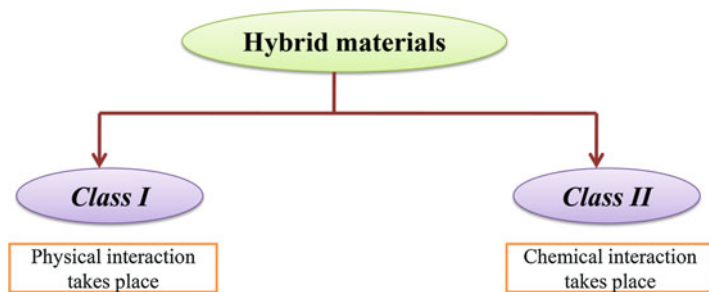 Hybrid materials
Class I
Class II
Physical interaction
takes place
Chemical interaction
takes place